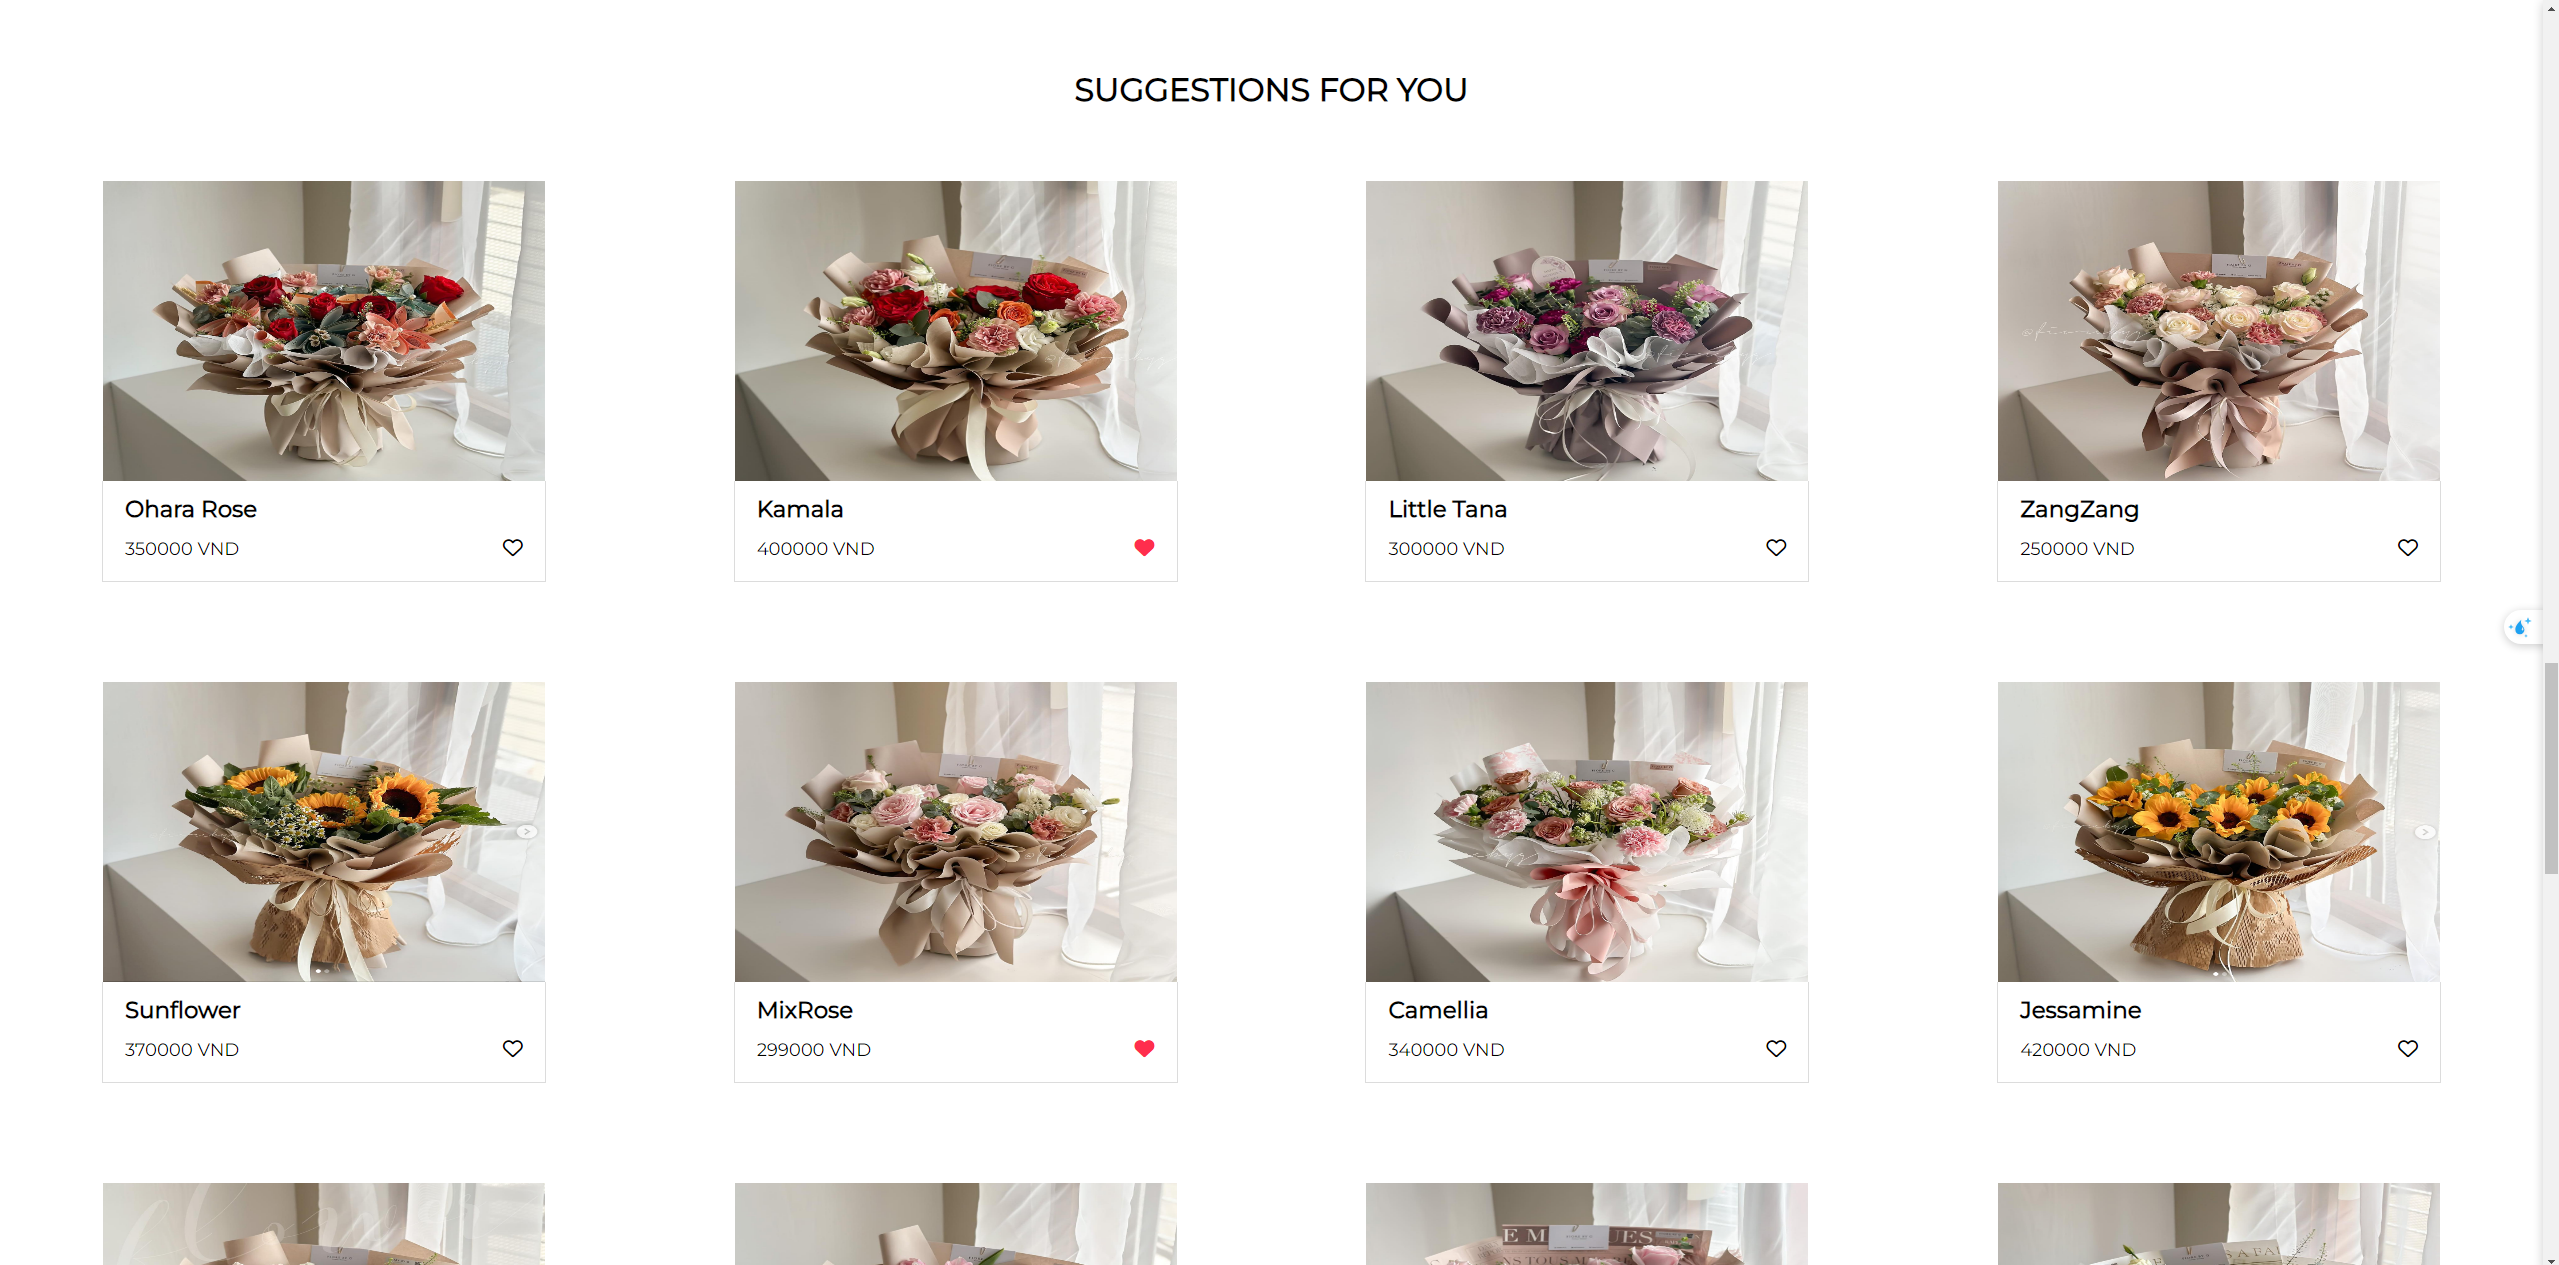 SUGGESTIONS FOR YOU
Ohara Rose
350000 VND
Kamala
400000 VND
Little Tana
300000 VND
ZangZang
250000 VND
Sunflower
370000 VND
MixRose
299000 VND
Camellia
340000 VND
Jessamine
420000 VND